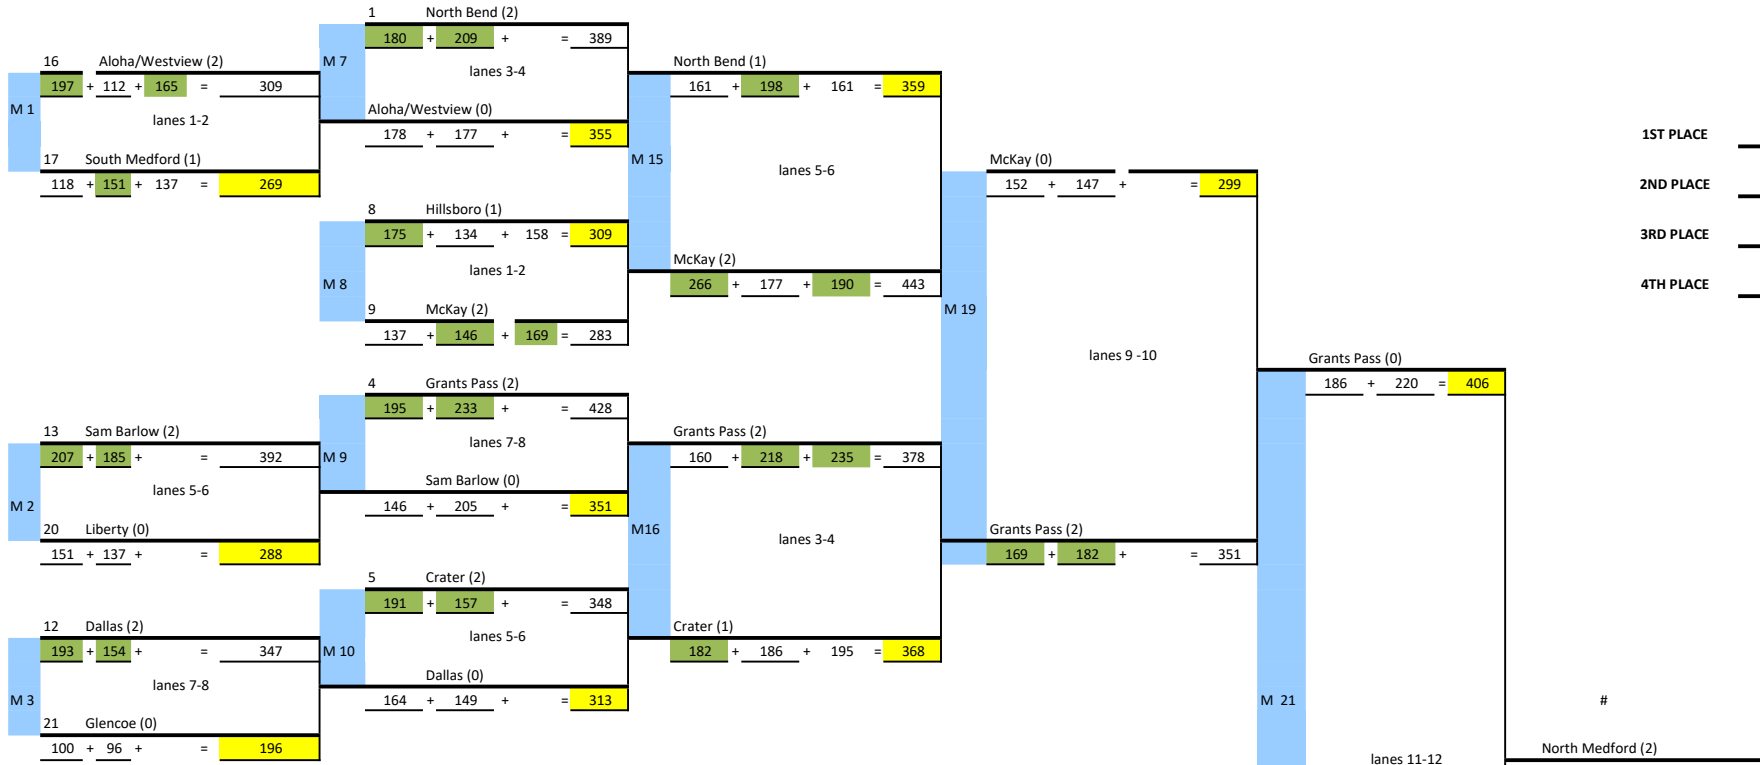 1 North Bend (2)
180 + 209 + = 389
16 Aloha/Westview (2) M 7 lanes 3-4 North Bend (1)
M 1 197 + 112 + 165 = 309 161 + 198 + 161 = 359
lanes 1-2 Aloha/Westview (0)
178 + 177 + = 355 1ST PLACE
17 South Medford (1) M 15 lanes 5-6 McKay (0)
118 + 151 + 137 = 269 152 + 147 + = 299 2ND PLACE
8 Hillsboro (1)
175 + 134 + 158 = 309 3RD PLACE
lanes 1-2 McKay (2)
M 8 266 + 177 + 190 = 443 4TH PLACE
9 McKay (2) M 19
137 + 146 + 169 = 283
lanes 9 -10 Grants Pass (0)
4 Grants Pass (2) 186 + 220 = 406
195 + 233 + = 428
13 Sam Barlow (2) lanes 7-8 Grants Pass (2)
207 + 185 + = 392 M 9 160 + 218 + 235 = 378
M 2 lanes 5-6 Sam Barlow (0)
146 + 205 + = 351
20 Liberty (0) M16 lanes 3-4 Grants Pass (2)
151 + 137 + = 288 169 + 182 + = 351
5 Crater (2)
191 + 157 + = 348
12 Dallas (2) lanes 5-6 Crater (1)
193 + 154 + = 347 M 10 182 + 186 + 195 = 368
lanes 7-8 Dallas (0)
M 3 164 + 149 + = 313 M 21 #
21 Glencoe (0)
100 + 96 + = 196 North Medford (2)
lanes 11-12